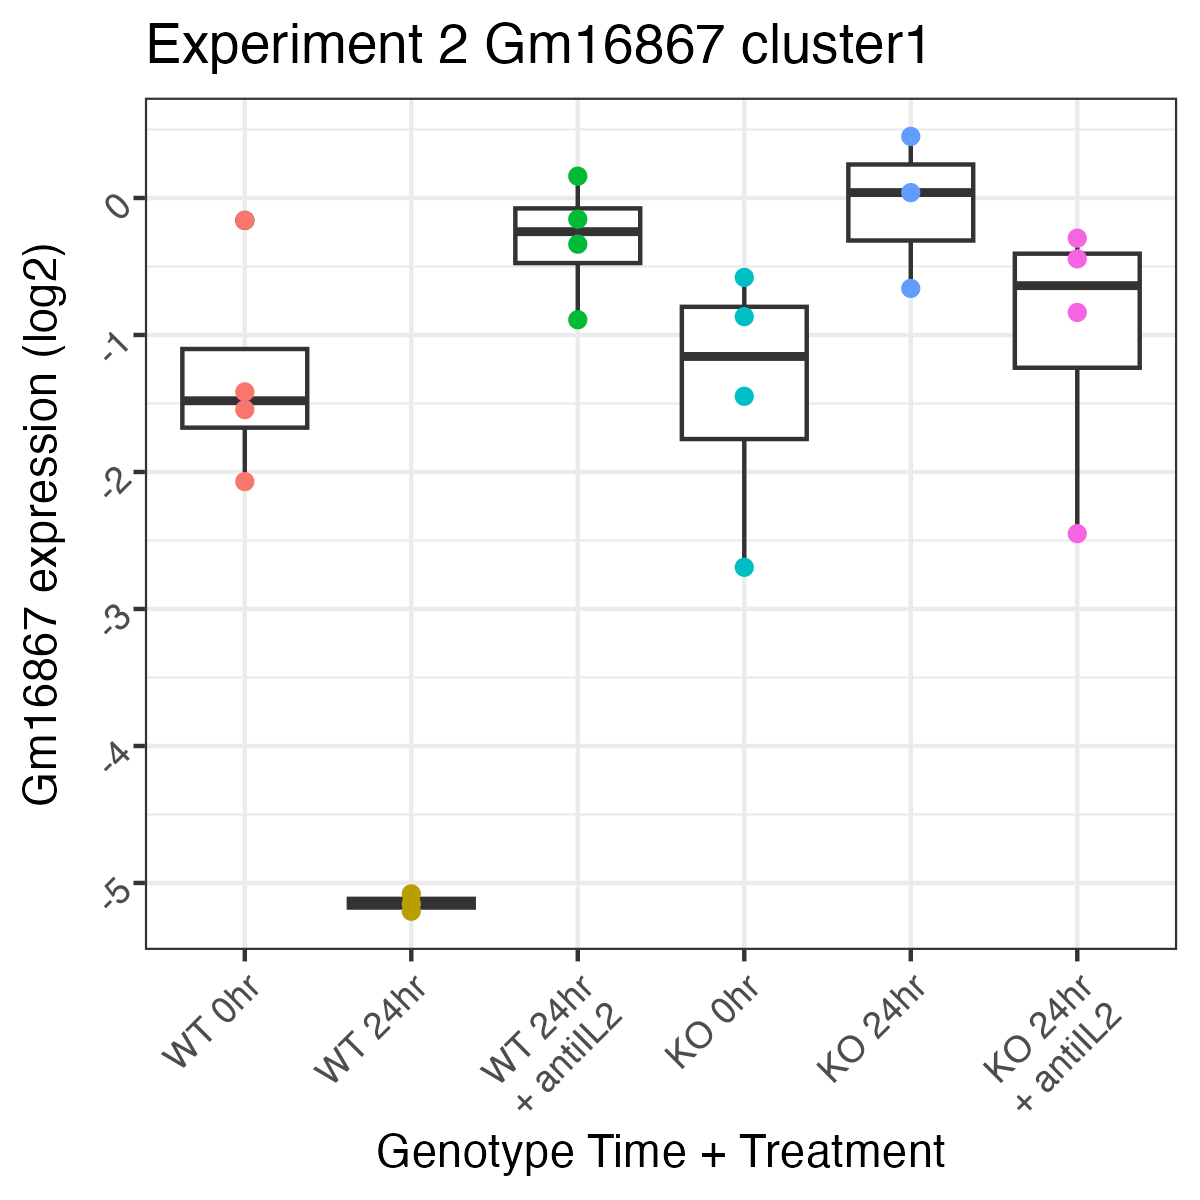 Experiment 2 Gm16867 cluster1
Gm16867 expression (log2)
0
-1
-2
-3
-4
-5
WT 0hr
WT 24hr
WT 24hr
+ antiIL2
KO 0hr
KO 24hr
KO 24hr
+ antiIL2
Genotype Time + Treatment